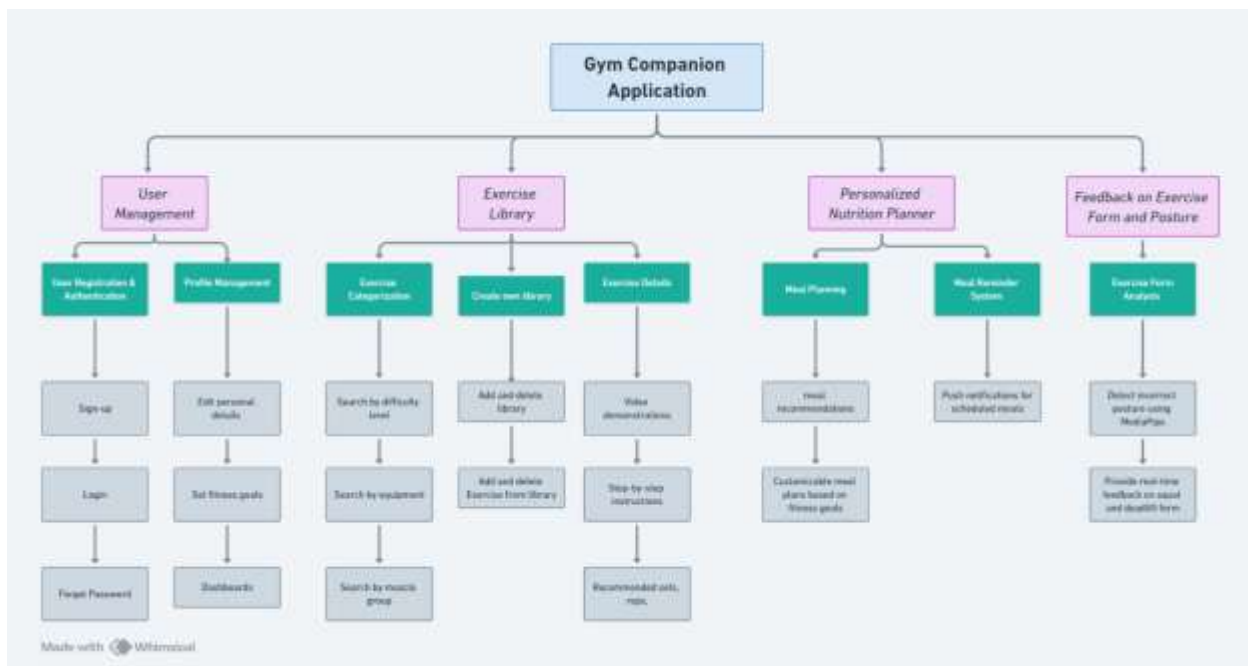 Gym Companion
Application
User
Management
Exercise
Library
Personalized
Nutrition Planner
Feedback on Exercise
Form and Posture
User Registration &
Authentication
Profile Management
Exercise
Categorization
Create own library
Exercise Details
Meal Planning
Meal Reminder
System
Exercise Form
Analysis
Sign-up
Edit personal
details
Search by difficulty
level
Add and delete
library
Video
demonstrations
meal
recommendations
Push notifications for
scheduled meals
Detect incorrect
posture using
MediaPipe
Login
Set fitness goals
Search by equipment
Add and delete
Exercise from library
Step-by-step
instructions
Customizable meal
plans based on
fitness goals
Provide real-time
feedback on squat
and deadlift form
Forgot Password
Dashboards
Search by muscle
group
Recommended sets,
reps,
Made with Whimsical